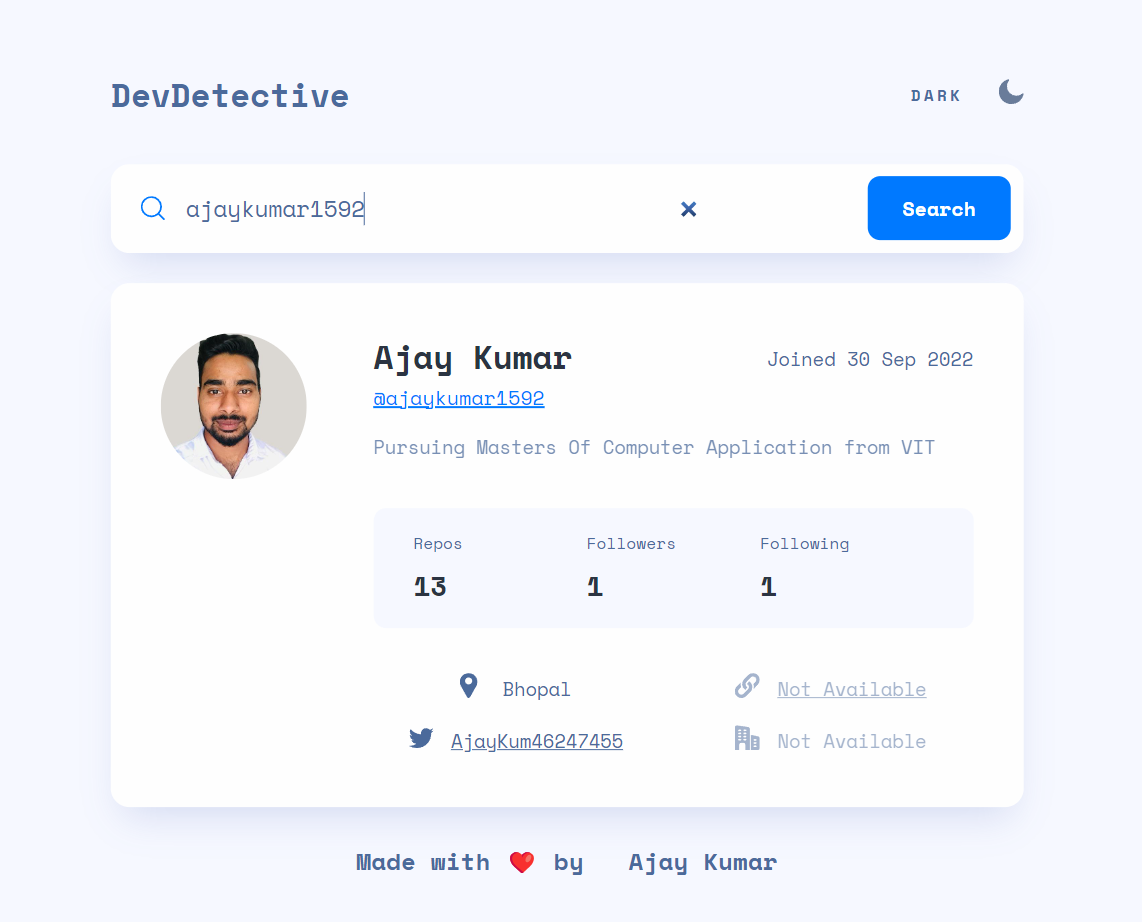 DevDetective
DARK
ajaykumar1592
Search
Ajay Kumar
Joined 30 Sep 2022
@ajaykumar1592
Pursuing Masters Of Computer Application from VIT
Repos Followers Following
13 1 1
Bhopal
Not Available
AjayKum46247455
Not Available
Made with ❤️ by Ajay Kumar